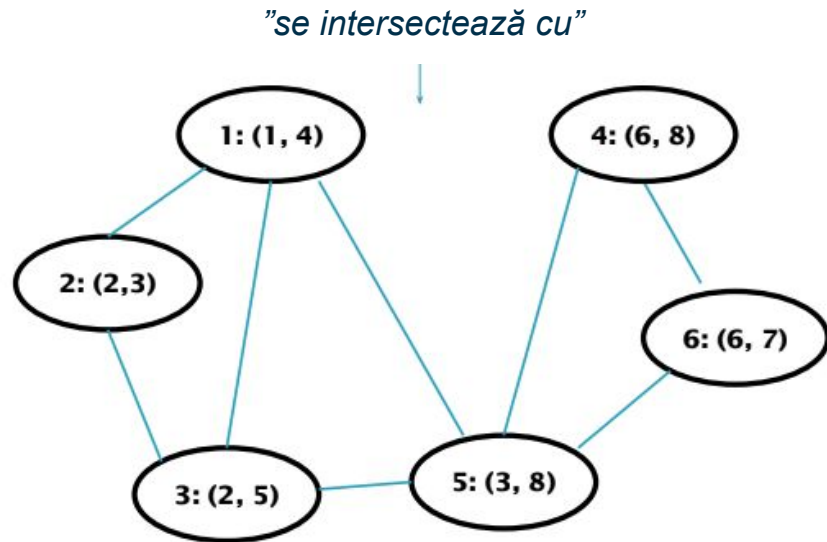 ”se intersectează cu”
1: (1, 4)
4: (6, 8)
2: (2,3)
6: (6, 7)
3: (2, 5)
5: (3, 8)